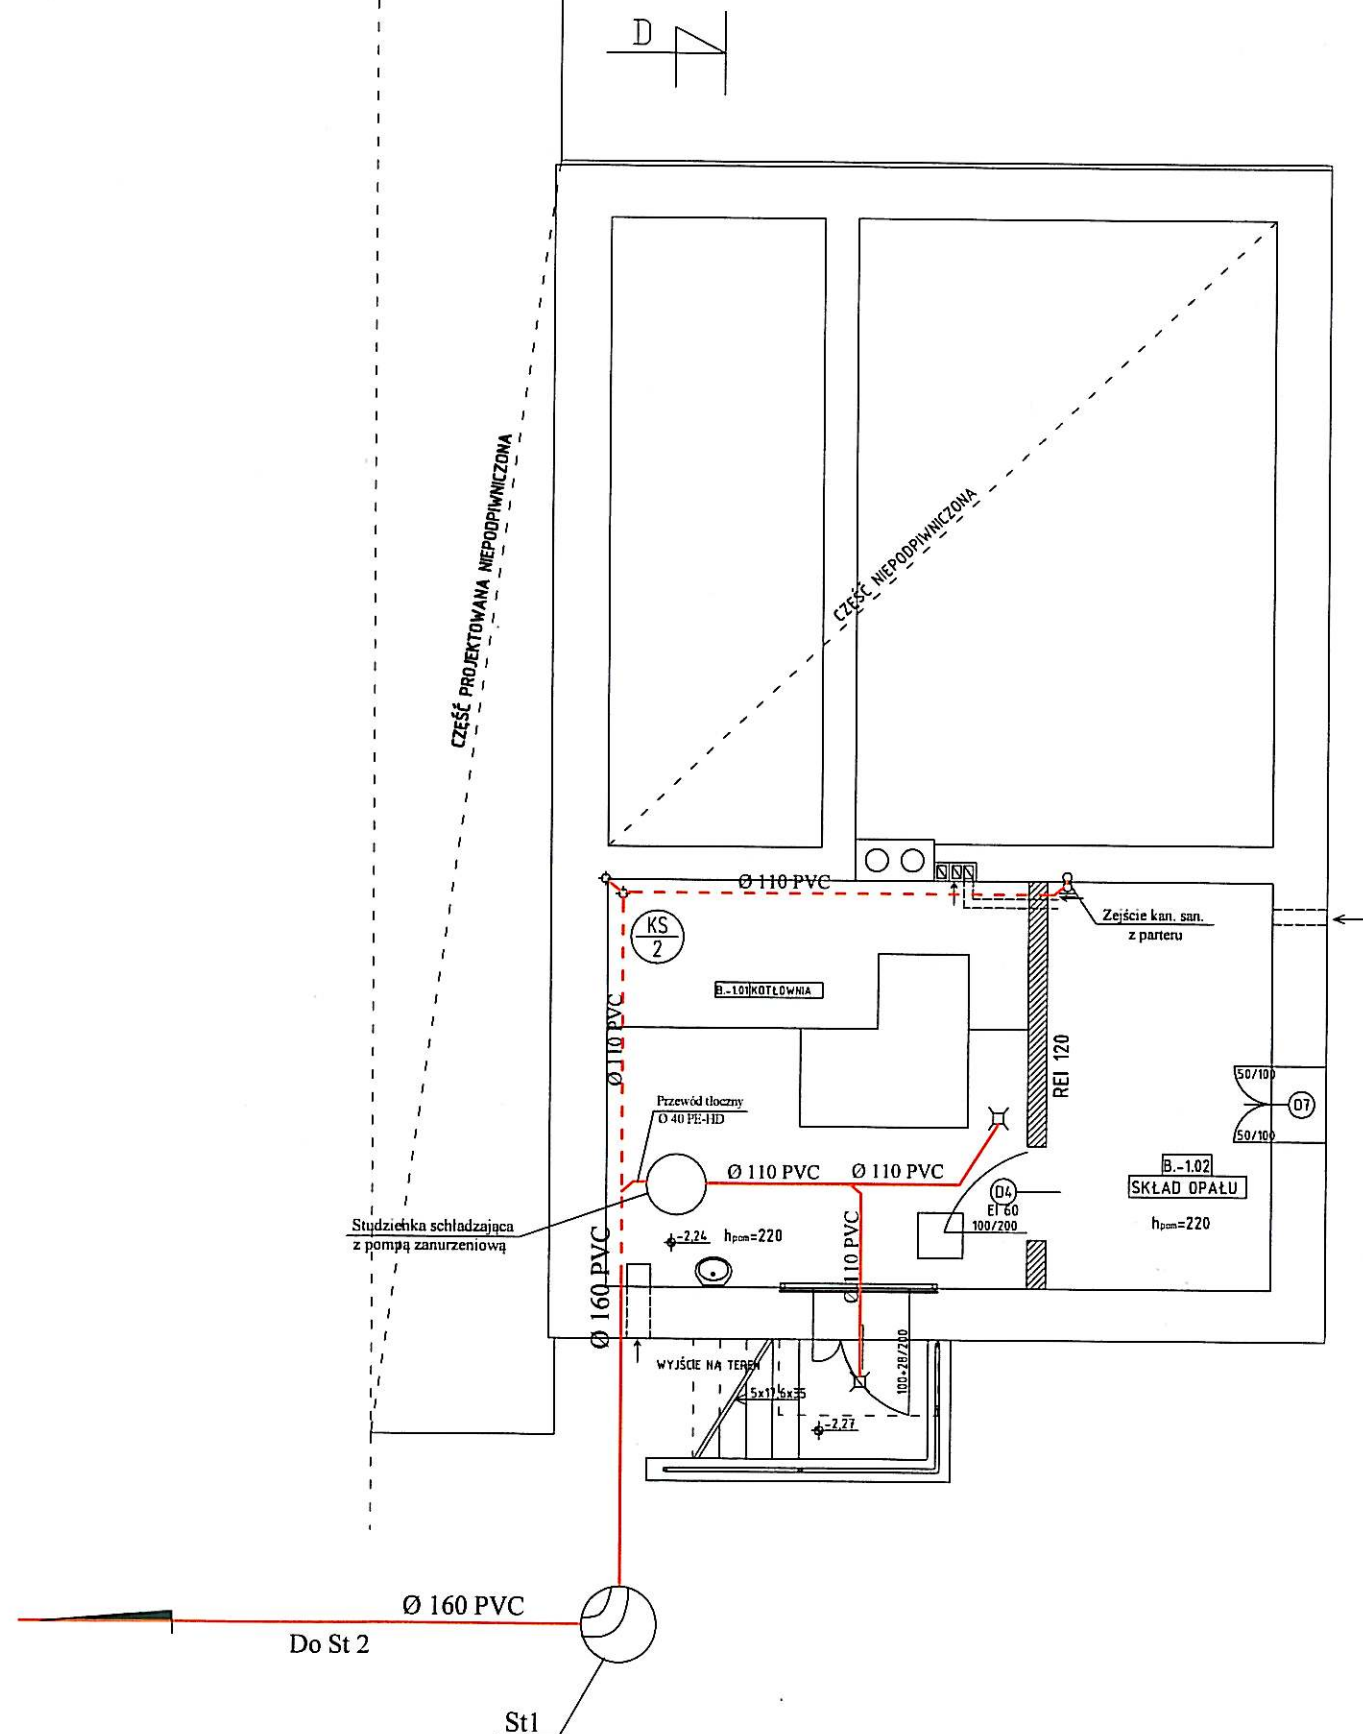 D
CZĘŚĆ PROJEKTOWANA NIEPODPIWNICZONA
CZĘŚĆ NIEPODPIWNICZONA
Ø 110 PVC
KS
2
Zejście kan. san.
z parteru
B.-1.01 KOTŁOWNIA
Ø 110 PVC
REI 120
50/100
D7
50/100
Przewód tłoczny
Ø 40 PE-HD
Ø 110 PVC
Ø 110 PVC
B.-1.02
SKŁAD OPAŁU
hpom=220
D4
EI 60
100/200
Studzienka schładzająca
z pompą zanurzeniową
-2,24
hpom=220
Ø 110 PVC
Ø 160 PVC
WYJŚCIE NA TEREN
5x17,6x35
100+28/200
-2,27
Ø 160 PVC
Do St 2
St1